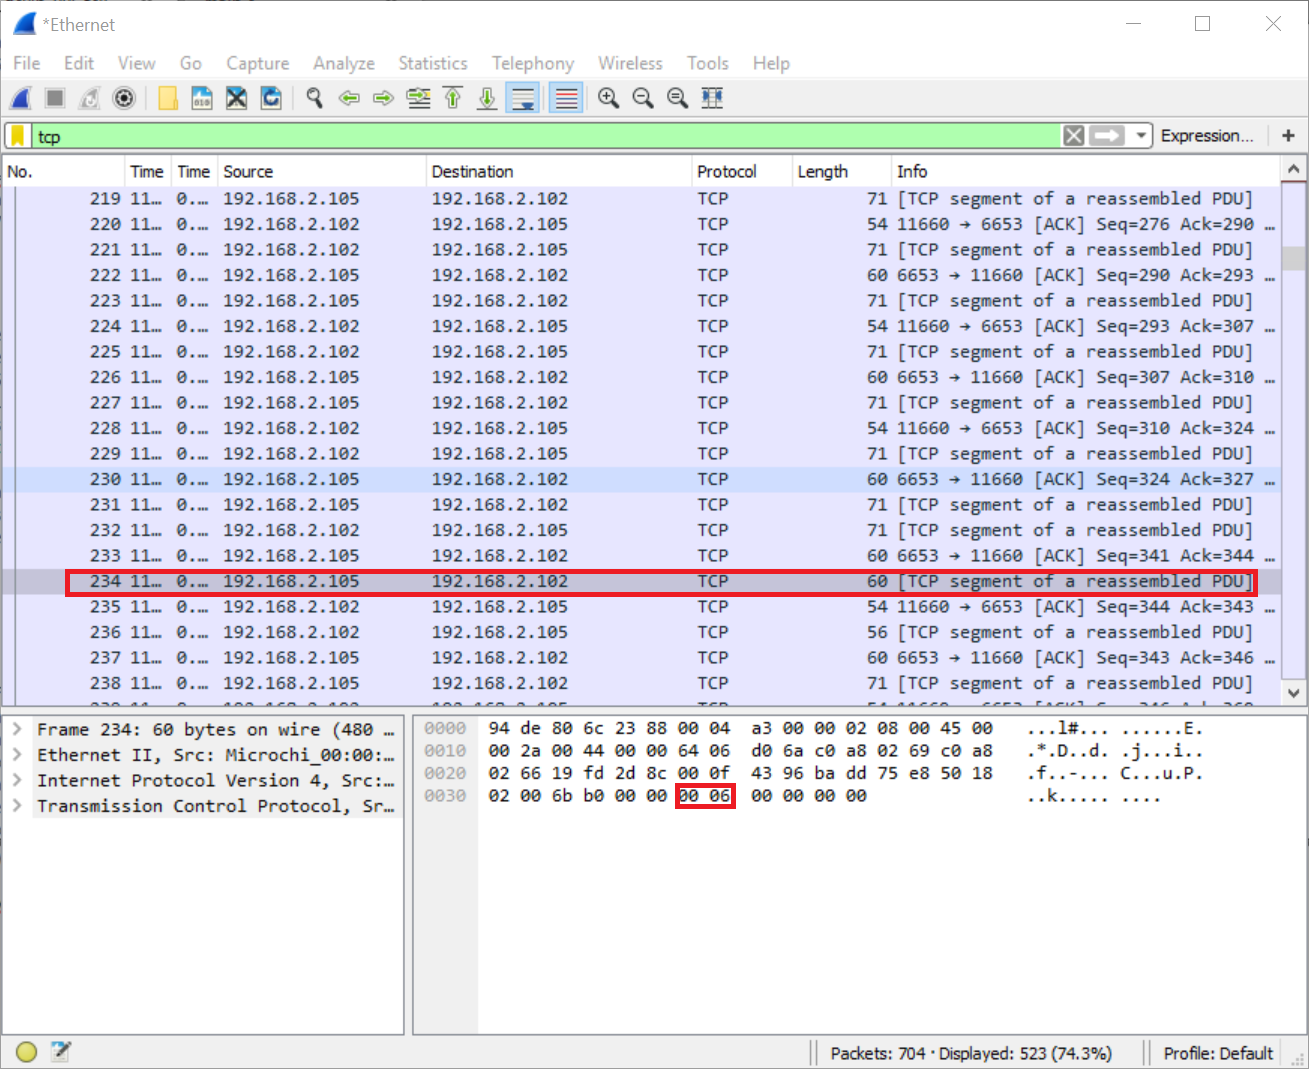 *Ethernet
File Edit View Go Capture Analyze Statistics Telephony Wireless Tools Help
tcp Expression... +
No. Time Time Source Destination Protocol Length Info
219 11… 0.… 192.168.2.105 192.168.2.102 TCP 71 [TCP segment of a reassembled PDU]
220 11… 0.… 192.168.2.102 192.168.2.105 TCP 54 11660 → 6653 [ACK] Seq=276 Ack=290 …
221 11… 0.… 192.168.2.102 192.168.2.105 TCP 71 [TCP segment of a reassembled PDU]
222 11… 0.… 192.168.2.105 192.168.2.102 TCP 60 6653 → 11660 [ACK] Seq=290 Ack=293 …
223 11… 0.… 192.168.2.105 192.168.2.102 TCP 71 [TCP segment of a reassembled PDU]
224 11… 0.… 192.168.2.102 192.168.2.105 TCP 54 11660 → 6653 [ACK] Seq=293 Ack=307 …
225 11… 0.… 192.168.2.102 192.168.2.105 TCP 71 [TCP segment of a reassembled PDU]
226 11… 0.… 192.168.2.105 192.168.2.102 TCP 60 6653 → 11660 [ACK] Seq=307 Ack=310 …
227 11… 0.… 192.168.2.105 192.168.2.102 TCP 71 [TCP segment of a reassembled PDU]
228 11… 0.… 192.168.2.102 192.168.2.105 TCP 54 11660 → 6653 [ACK] Seq=310 Ack=324 …
229 11… 0.… 192.168.2.102 192.168.2.105 TCP 71 [TCP segment of a reassembled PDU]
230 11… 0.… 192.168.2.105 192.168.2.102 TCP 60 6653 → 11660 [ACK] Seq=324 Ack=327 …
231 11… 0.… 192.168.2.105 192.168.2.102 TCP 71 [TCP segment of a reassembled PDU]
232 11… 0.… 192.168.2.102 192.168.2.105 TCP 71 [TCP segment of a reassembled PDU]
233 11… 0.… 192.168.2.105 192.168.2.102 TCP 60 6653 → 11660 [ACK] Seq=341 Ack=344 …
234 11… 0.… 192.168.2.105 192.168.2.102 TCP 60 [TCP segment of a reassembled PDU]
235 11… 0.… 192.168.2.102 192.168.2.105 TCP 54 11660 → 6653 [ACK] Seq=344 Ack=343 …
236 11… 0.… 192.168.2.102 192.168.2.105 TCP 56 [TCP segment of a reassembled PDU]
237 11… 0.… 192.168.2.105 192.168.2.102 TCP 60 6653 → 11660 [ACK] Seq=343 Ack=346 …
238 11… 0.… 192.168.2.105 192.168.2.102 TCP 71 [TCP segment of a reassembled PDU]
Frame 234: 60 bytes on wire (480 …
Ethernet II, Src: Microchi_00:00:…
Internet Protocol Version 4, Src:…
Transmission Control Protocol, Sr…
0000 94 de 80 6c 23 88 00 04 a3 00 00 02 08 00 45 00 ...l#... ......E.
0010 00 2a 00 44 00 00 64 06 d0 6a c0 a8 02 69 c0 a8 .*.D..d. .j...i..
0020 02 66 19 fd 2d 8c 00 0f 43 96 ba dd 75 e8 50 18 .f..-... C...u.P.
0030 02 00 6b b0 00 00 00 06 00 00 00 00 ..k..... ....
Packets: 704 · Displayed: 523 (74.3%) Profile: Default